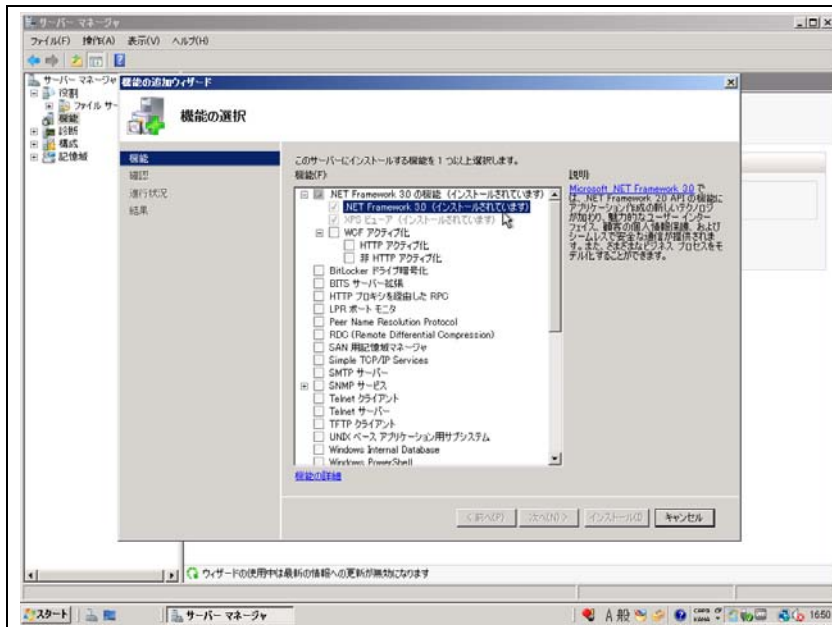 サーバー マネージャ
ファイル(F) 操作(A) 表示(V) ヘルプ(H)
サーバー マネージャ
役割
ファイル サー
機能
診断
構成
記憶域
機能の追加ウィザード
機能の選択
機能
確認
進行状況
結果
このサーバーにインストールする機能を 1 つ以上選択します。
機能(F)
.NET Framework 3.0 の機能 (インストールされています)
.NET Framework 3.0 (インストールされています)
XPS ビューア (インストールされています)
WCF アクティブ化
HTTP アクティブ化
非 HTTP アクティブ化
BitLocker ドライブ暗号化
BITS サーバー拡張
HTTP プロキシを経由した RPC
LPR ポート モニタ
Peer Name Resolution Protocol
RDC (Remote Differential Compression)
SAN 用記憶域マネージャ
Simple TCP/IP Services
SMTP サーバー
SNMP サービス
Telnet クライアント
Telnet サーバー
TFTP クライアント
UNIX ベース アプリケーション用サブシステム
Windows Internal Database
Windows PowerShell
機能の詳細
説明
Microsoft .NET Framework 3.0 で
は、.NET Framework 2.0 API の機能に
アプリケーション作成の新しいテクノロジ
が加わり、魅力的なユーザー インター
フェイス、顧客の個人情報保護、および
シームレスで安全な通信が提供されま
す。また、さまざまなビジネス プロセスをモ
デル化することができます。
< 前へ(P) 次へ(N) > インストール(I) キャンセル
ウィザードの使用中は最新の情報への更新が無効になります
スタート サーバー マネージャ A 般 CAPS KANA 16:50